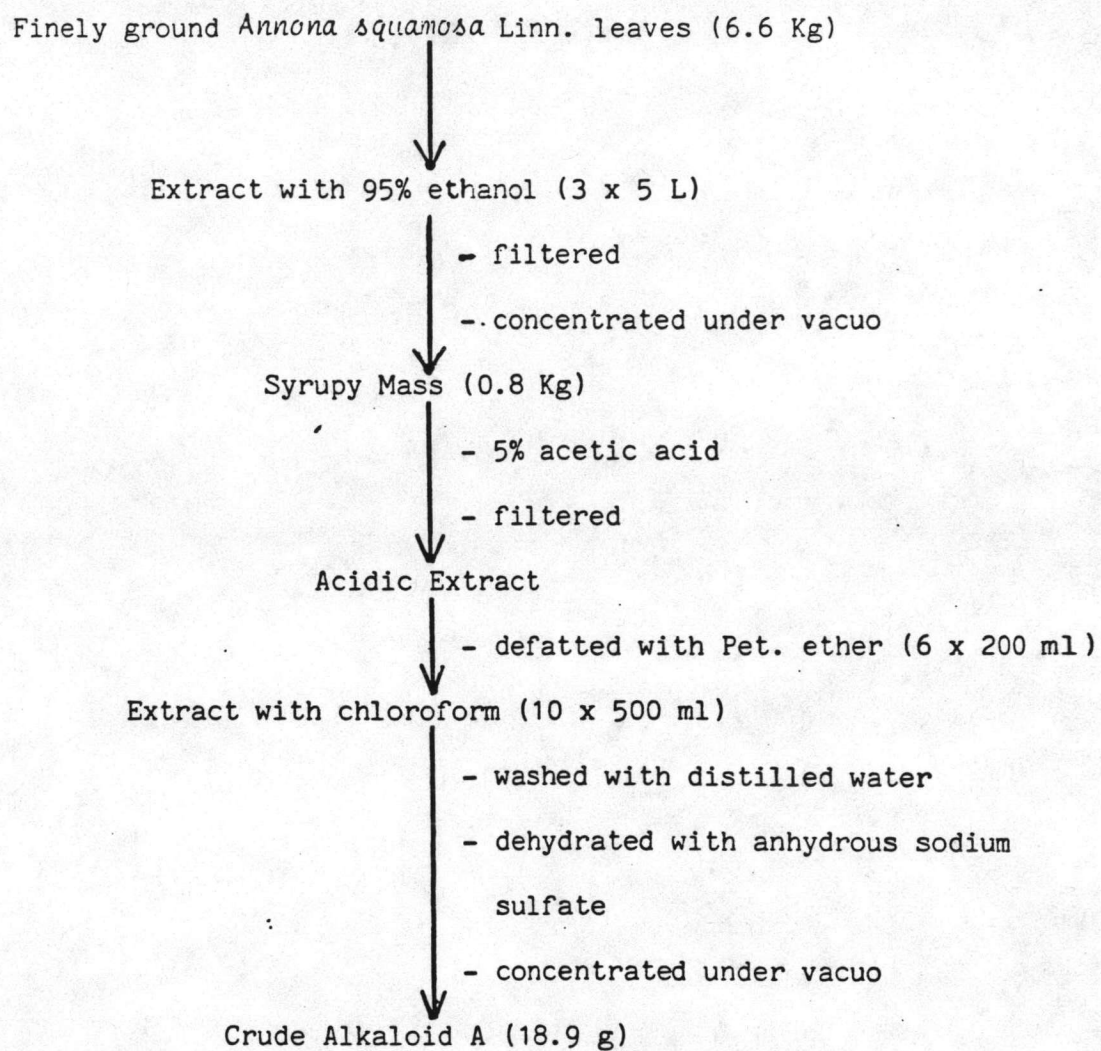 Finely ground Annona squamosa Linn. leaves (6.6 Kg)
Extract with 95% ethanol (3 x 5 L)
- filtered
- concentrated under vacuo
Syrupy Mass (0.8 Kg)
- 5% acetic acid
- filtered
Acidic Extract
- defatted with Pet. ether (6 x 200 ml)
Extract with chloroform (10 x 500 ml)
- washed with distilled water
- dehydrated with anhydrous sodium
sulfate
- concentrated under vacuo
Crude Alkaloid A (18.9 g)